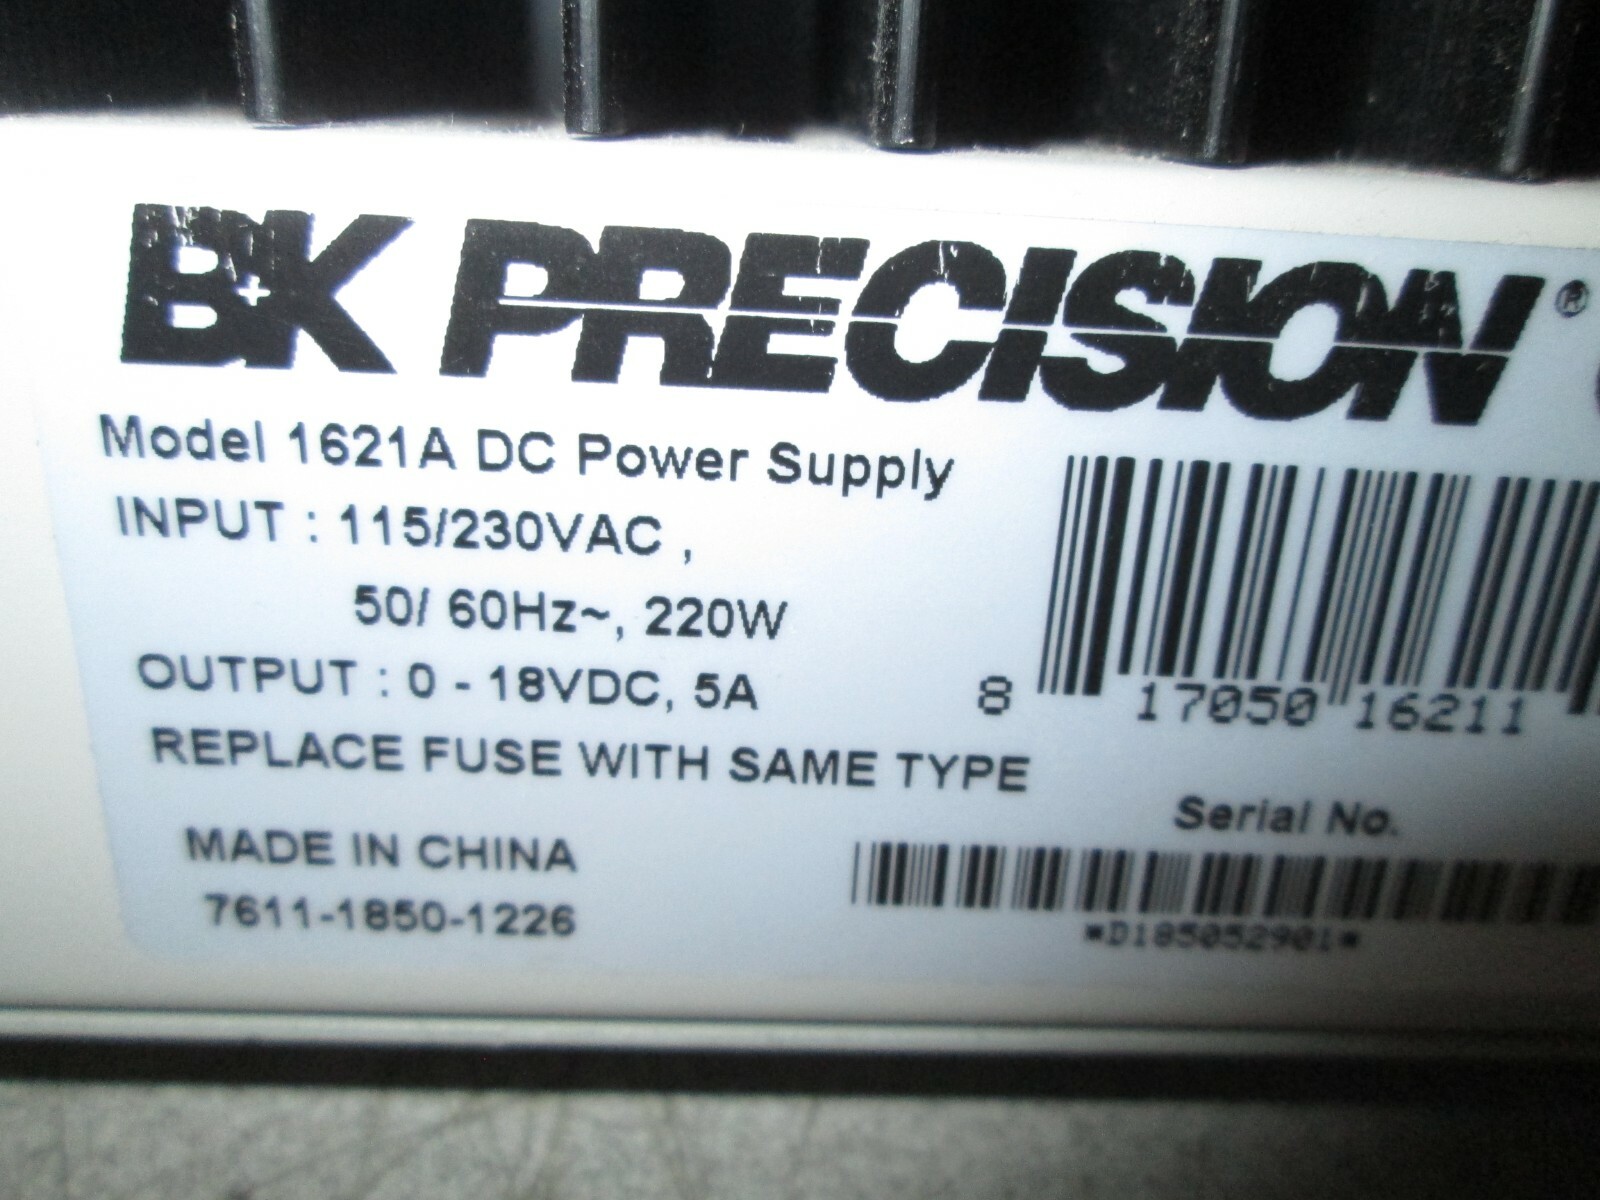 B+K PRECISION®
Model 1621A DC Power Supply
INPUT : 115/230VAC ,
50/ 60Hz~, 220W
OUTPUT : 0 - 18VDC, 5A
REPLACE FUSE WITH SAME TYPE
MADE IN CHINA
7611-1850-1226
8 17050 16211
Serial No.
*D185052901*